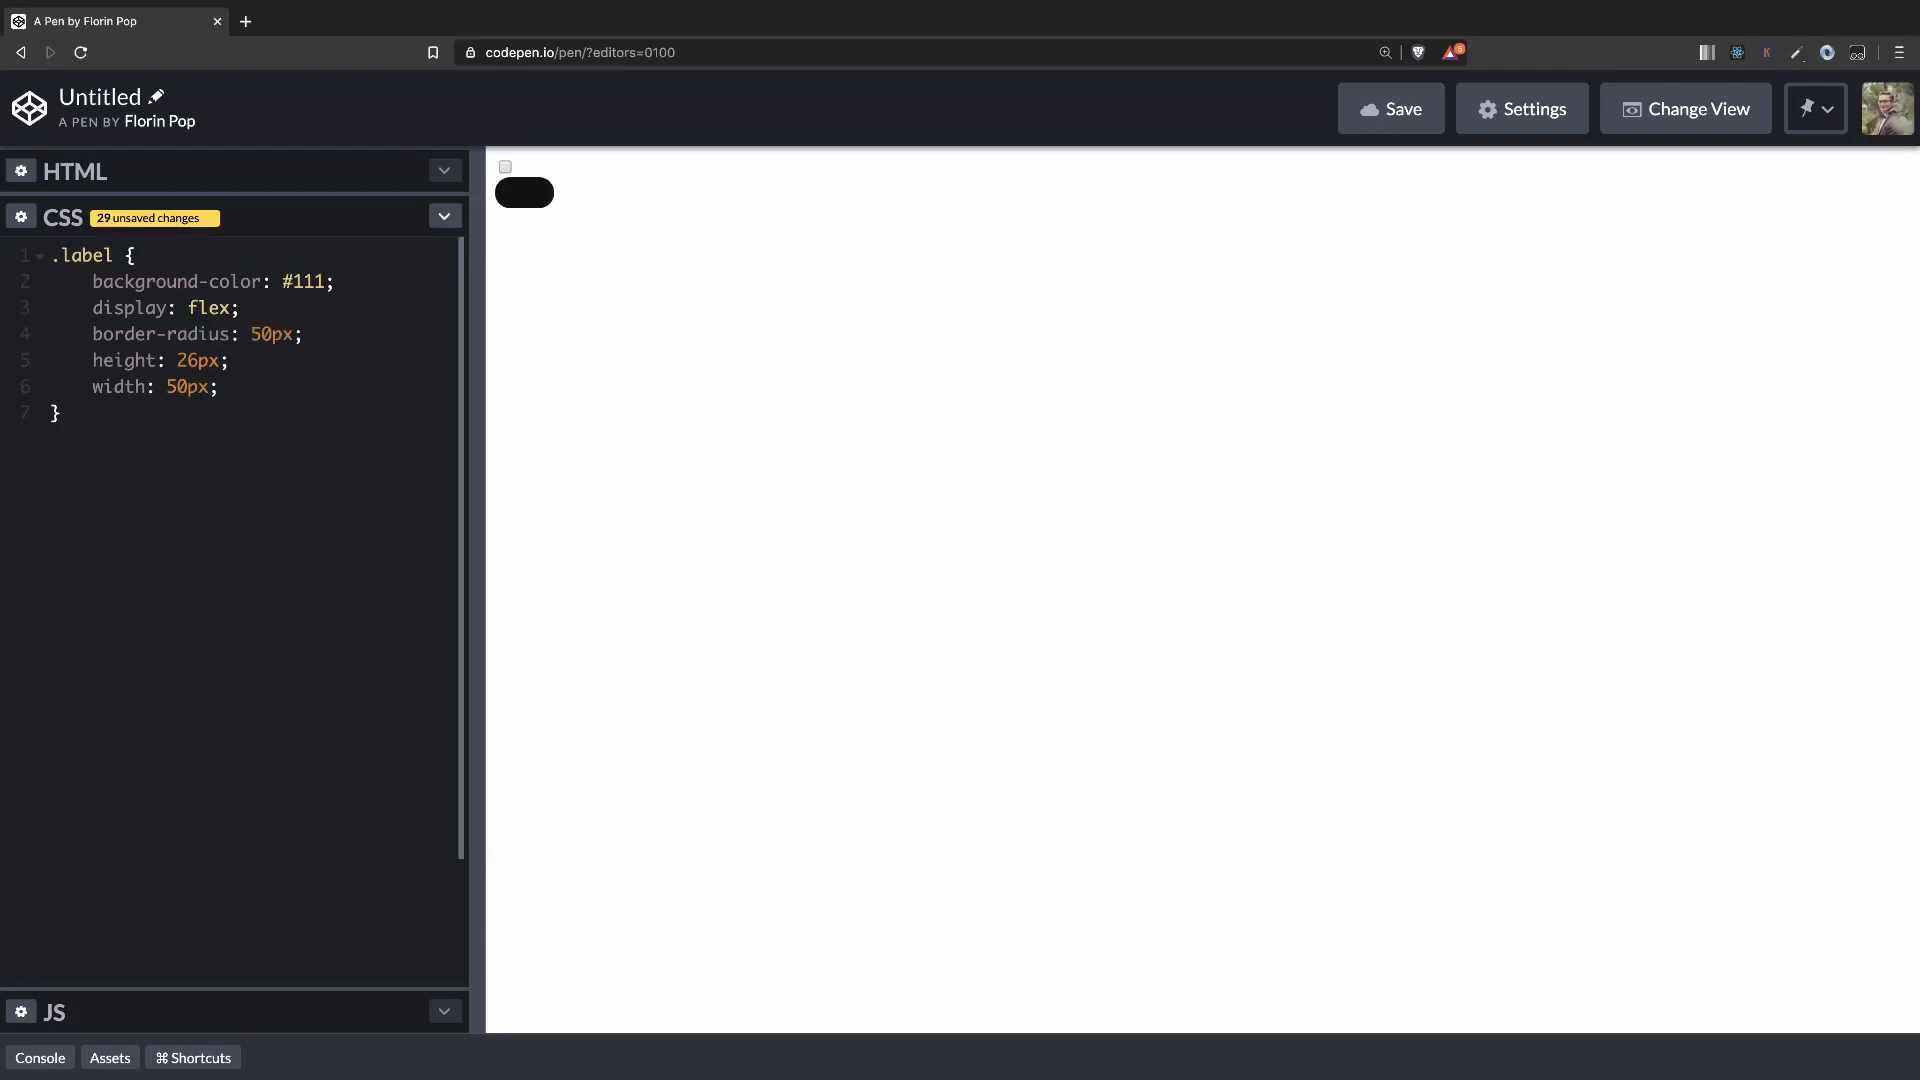 A Pen by Florin Pop
codepen.io/pen/?editors=0100
5
K
Untitled
A PEN BY Florin Pop
Save
Settings
Change View
HTML
CSS 29 unsaved changes
1 .label {
2 background-color: #111;
3 display: flex;
4 border-radius: 50px;
5 height: 26px;
6 width: 50px;
7 }
JS
Console Assets ⌘ Shortcuts